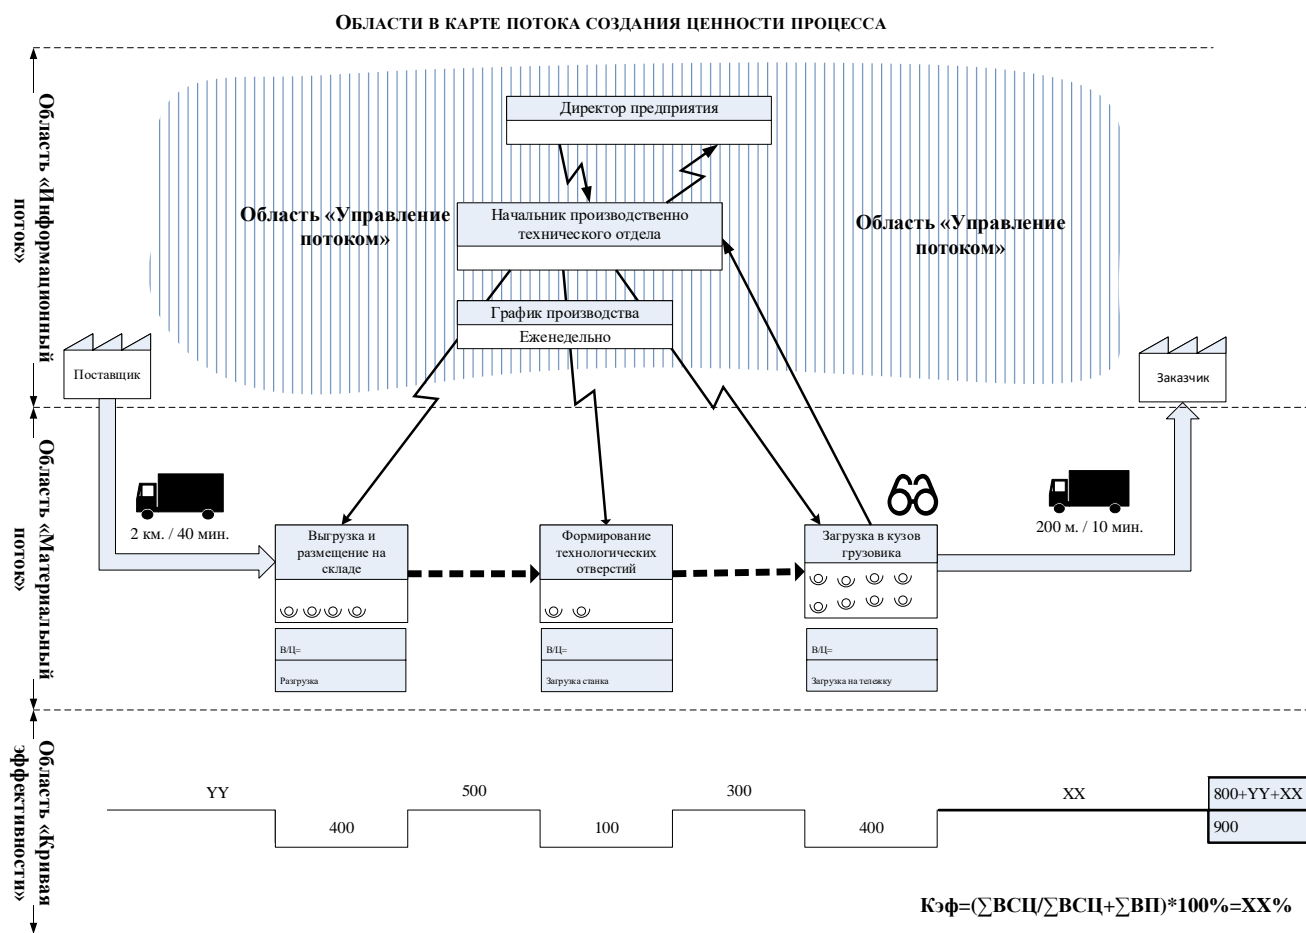 ОБЛАСТИ В КАРТЕ ПОТОКА СОЗДАНИЯ ЦЕННОСТИ ПРОЦЕССА
Область «Информационный
поток»
Директор предприятия
Область «Управление
потоком»
Начальник производственно
технического отдела
Область «Управление
потоком»
График производства
Еженедельно
Поставщик
Заказчик
Область «Материальный
поток»
2 км. / 40 мин.
200 м. / 10 мин.
Выгрузка и
размещение на
складе
Формирование
технологических
отверстий
Загрузка в кузов
грузовика
В/Ц=
Разгрузка
В/Ц=
Загрузка станка
В/Ц=
Загрузка на тележку
Область «Кривая
эффективности»
YY
400
500
100
300
400
XX
800+YY+XX
900
Кэф=(∑ВСЦ/∑ВСЦ+∑ВП)*100%=XX%